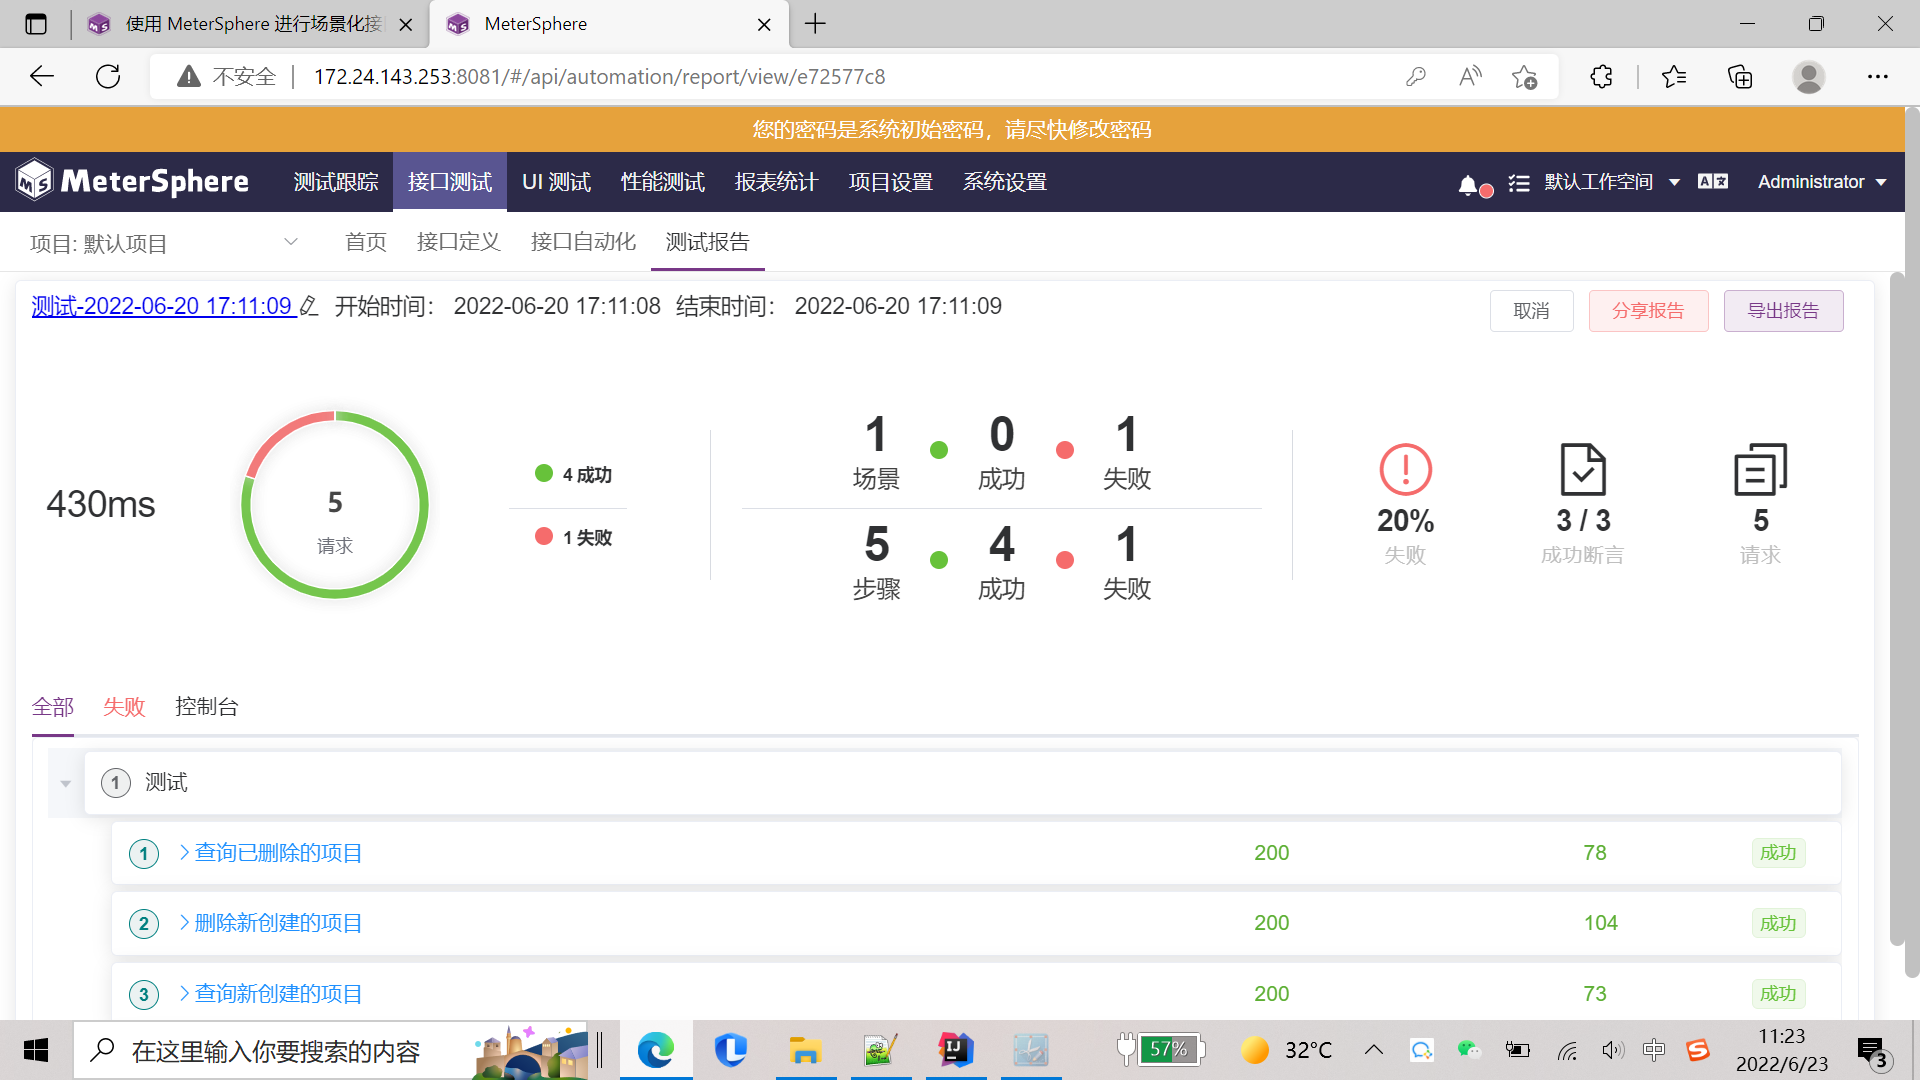 使用 MeterSphere 进行场景化接
MeterSphere
不安全
172.24.143.253:8081/#/api/automation/report/view/e72577c8
您的密码是系统初始密码，请尽快修改密码
MeterSphere
测试跟踪
接口测试
UI 测试
性能测试
报表统计
项目设置
系统设置
默认工作空间
Administrator
项目: 默认项目
首页
接口定义
接口自动化
测试报告
测试-2022-06-20 17:11:09
开始时间： 2022-06-20 17:11:08
结束时间： 2022-06-20 17:11:09
取消
分享报告
导出报告
430ms
5
请求
4 成功
1 失败
1
场景
0
成功
1
失败
5
步骤
4
成功
1
失败
20%
失败
3 / 3
成功断言
5
请求
全部
失败
控制台
1 测试
1 查询已删除的项目 200 78 成功
2 删除新创建的项目 200 104 成功
3 查询新创建的项目 200 73 成功
在这里输入你要搜索的内容
57%
32°C
中
11:23
2022/6/23
3